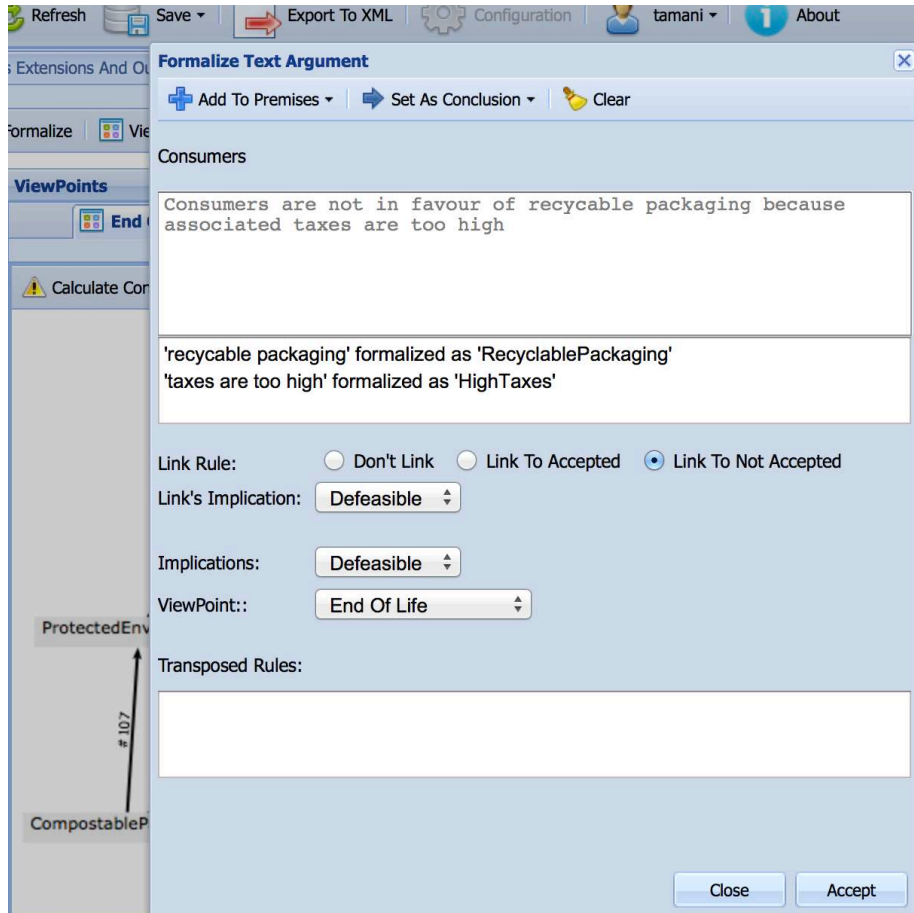 Refresh Save Export To XML Configuration tamani About
Extensions And
Formalize Text Argument
Add To Premises Set As Conclusion Clear
ormalize
Consumers
ViewPoints
Consumers are not in favour of recycable packaging because
associated taxes are too high
End
Calculate
'recycable packaging' formalized as 'RecyclablePackaging'
'taxes are too high' formalized as 'HighTaxes'
Link Rule: Don't Link Link To Accepted Link To Not Accepted
Link's Implication: Defeasible
Implications: Defeasible
ViewPoint:: End Of Life
ProtectedEnv
Transposed Rules:
# 107
CompostableP
Close Accept